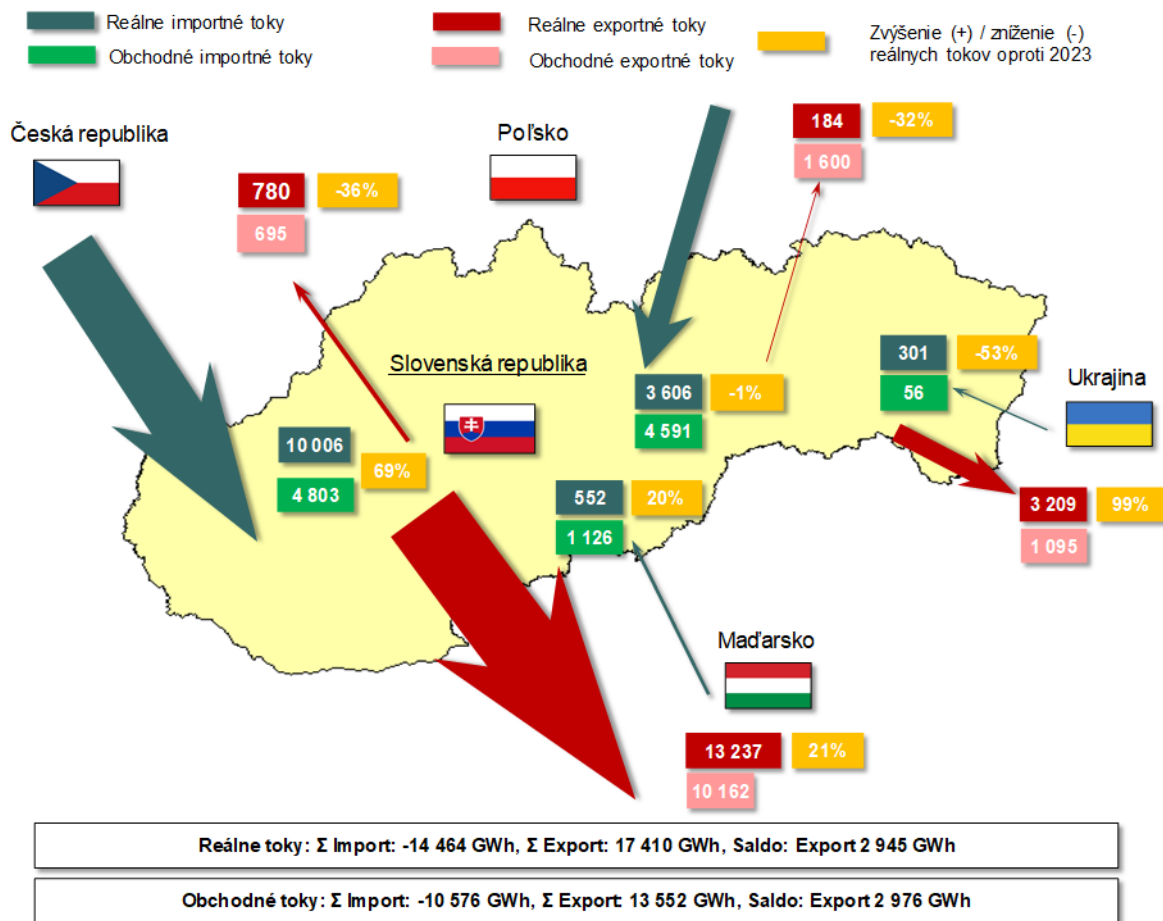 Reálne importné toky
Obchodné importné toky
Reálne exportné toky
Obchodné exportné toky
Zvýšenie (+) / zníženie (-)
reálnych tokov oproti 2023
Česká republika
Poľsko
780
-36%
695
184
-32%
1 600
Slovenská republika
301
-53%
56
Ukrajina
3 606
-1%
4 591
10 006
69%
4 803
552
20%
1 126
3 209
99%
1 095
Maďarsko
13 237
21%
10 162
Reálne toky: Σ Import: -14 464 GWh, Σ Export: 17 410 GWh, Saldo: Export 2 945 GWh
Obchodné toky: Σ Import: -10 576 GWh, Σ Export: 13 552 GWh, Saldo: Export 2 976 GWh